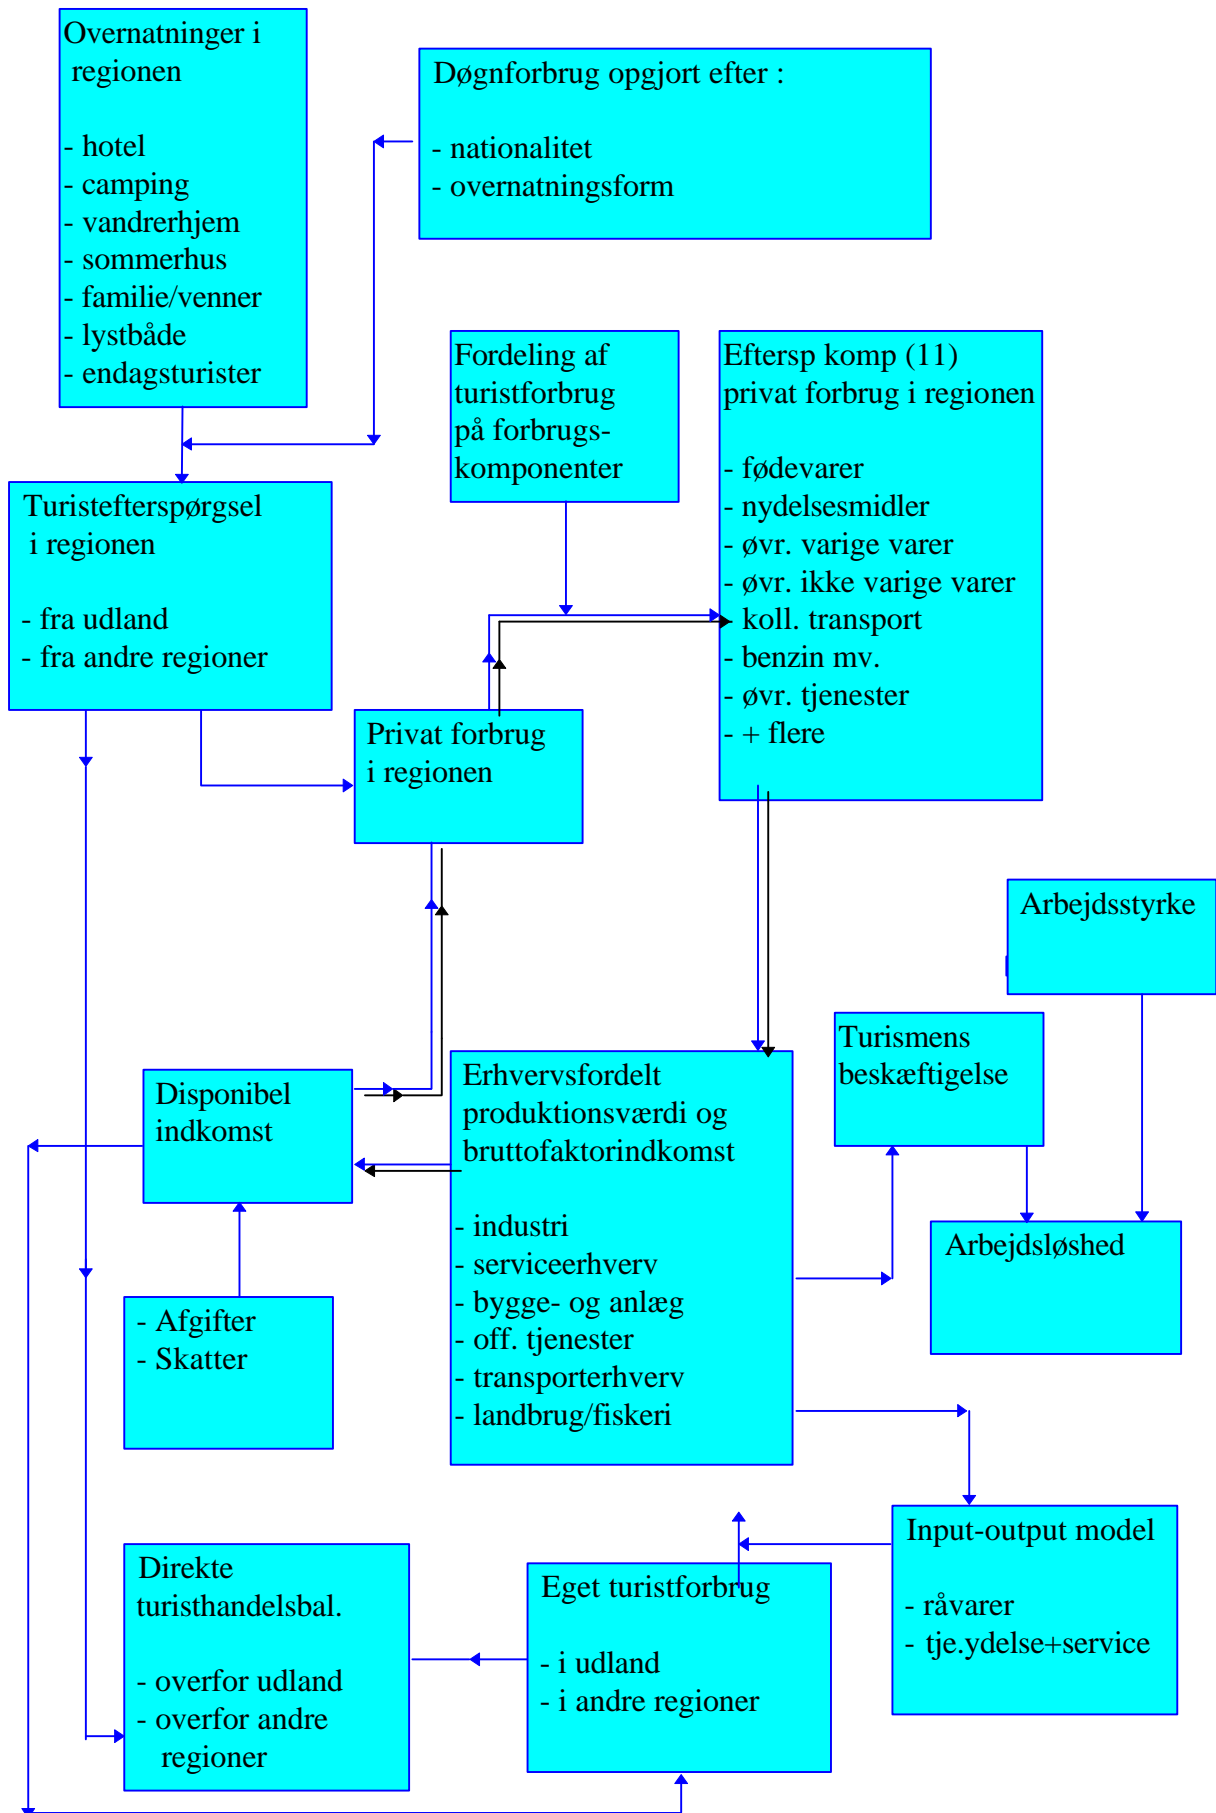 Overnatninger i
regionen
- hotel
- camping
- vandrerhjem
- sommerhus
- familie/venner
- lystbåde
- endagsturister
Døgnforbrug opgjort efter :
- nationalitet
- overnatningsform
Fordeling af
turistforbrug
på forbrugs-
komponenter
Eftersp komp (11)
privat forbrug i regionen
- fødevarer
- nydelsesmidler
- øvr. varige varer
- øvr. ikke varige varer
- koll. transport
- benzin mv.
- øvr. tjenester
- + flere
Turistefterspørgsel
i regionen
- fra udland
- fra andre regioner
Privat forbrug
i regionen
Arbejdsstyrke
Turismens
beskæftigelse
Disponibel
indkomst
Erhvervsfordelt
produktionsværdi og
bruttofaktorindkomst
- industri
- serviceerhverv
- bygge- og anlæg
- off. tjenester
- transporterhverv
- landbrug/fiskeri
Arbejdsløshed
- Afgifter
- Skatter
Input-output model
- råvarer
- tje.ydelse+service
Direkte
turisthandelsbal.
- overfor udland
- overfor andre
regioner
Eget turistforbrug
- i udland
- i andre regioner